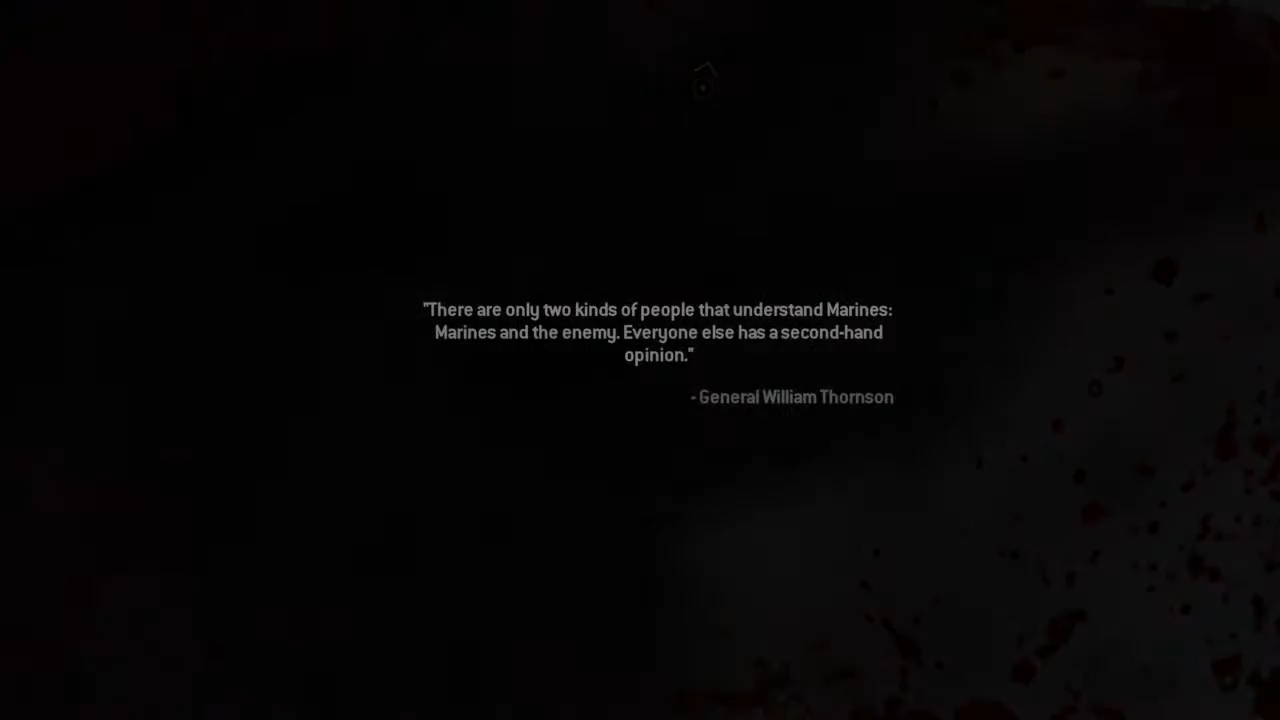 "There are only two kinds of people that understand Marines:
Marines and the enemy. Everyone else has a second-hand
opinion."
- General William Thornson